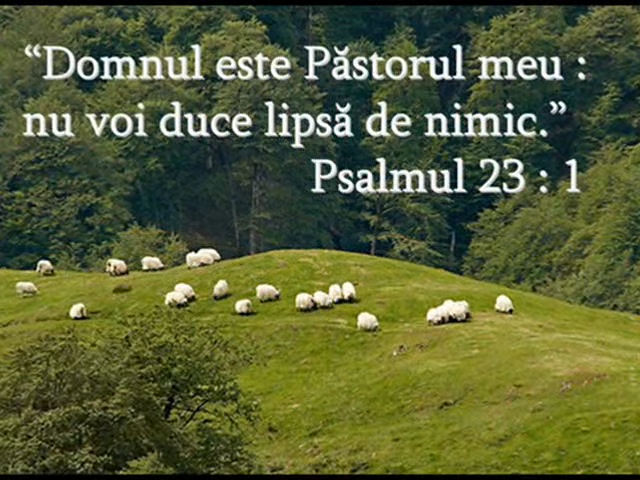 “Domnul este Păstorul meu :
nu voi duce lipsă de nimic.”
Psalmul 23 : 1